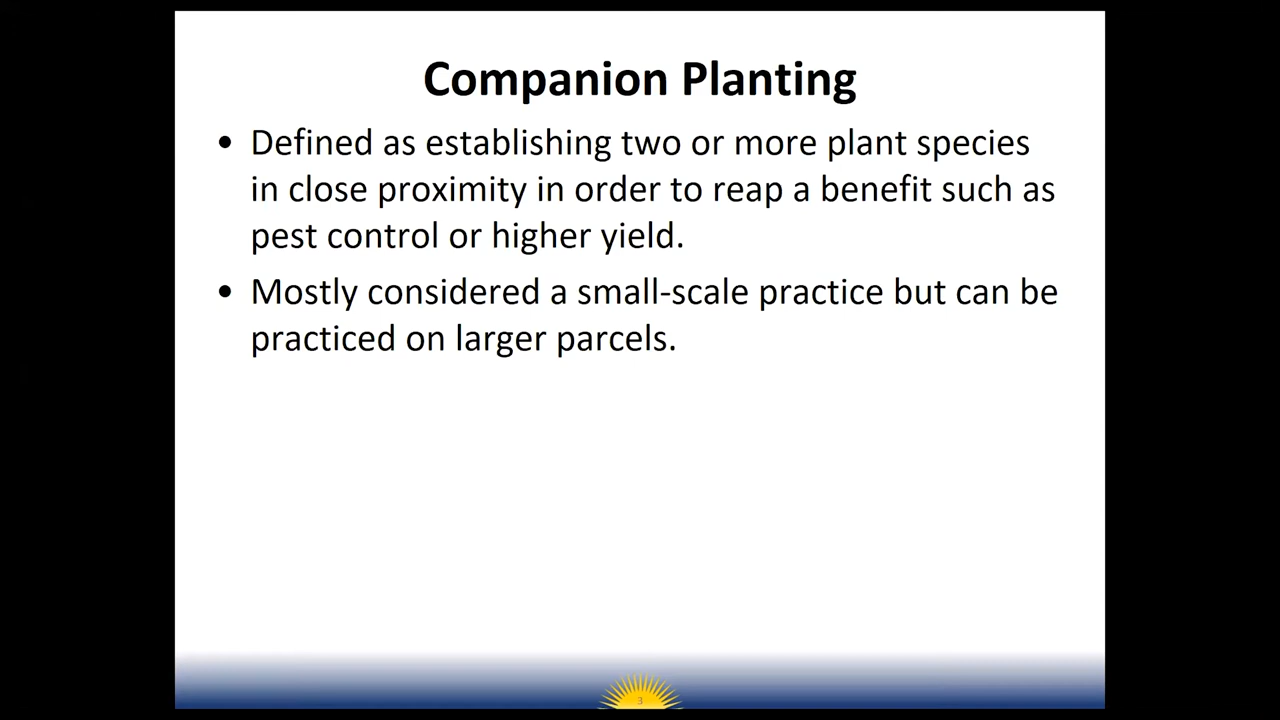 Companion Planting
• Defined as establishing two or more plant species
in close proximity in order to reap a benefit such as
pest control or higher yield.
• Mostly considered a small-scale practice but can be
practiced on larger parcels.
3